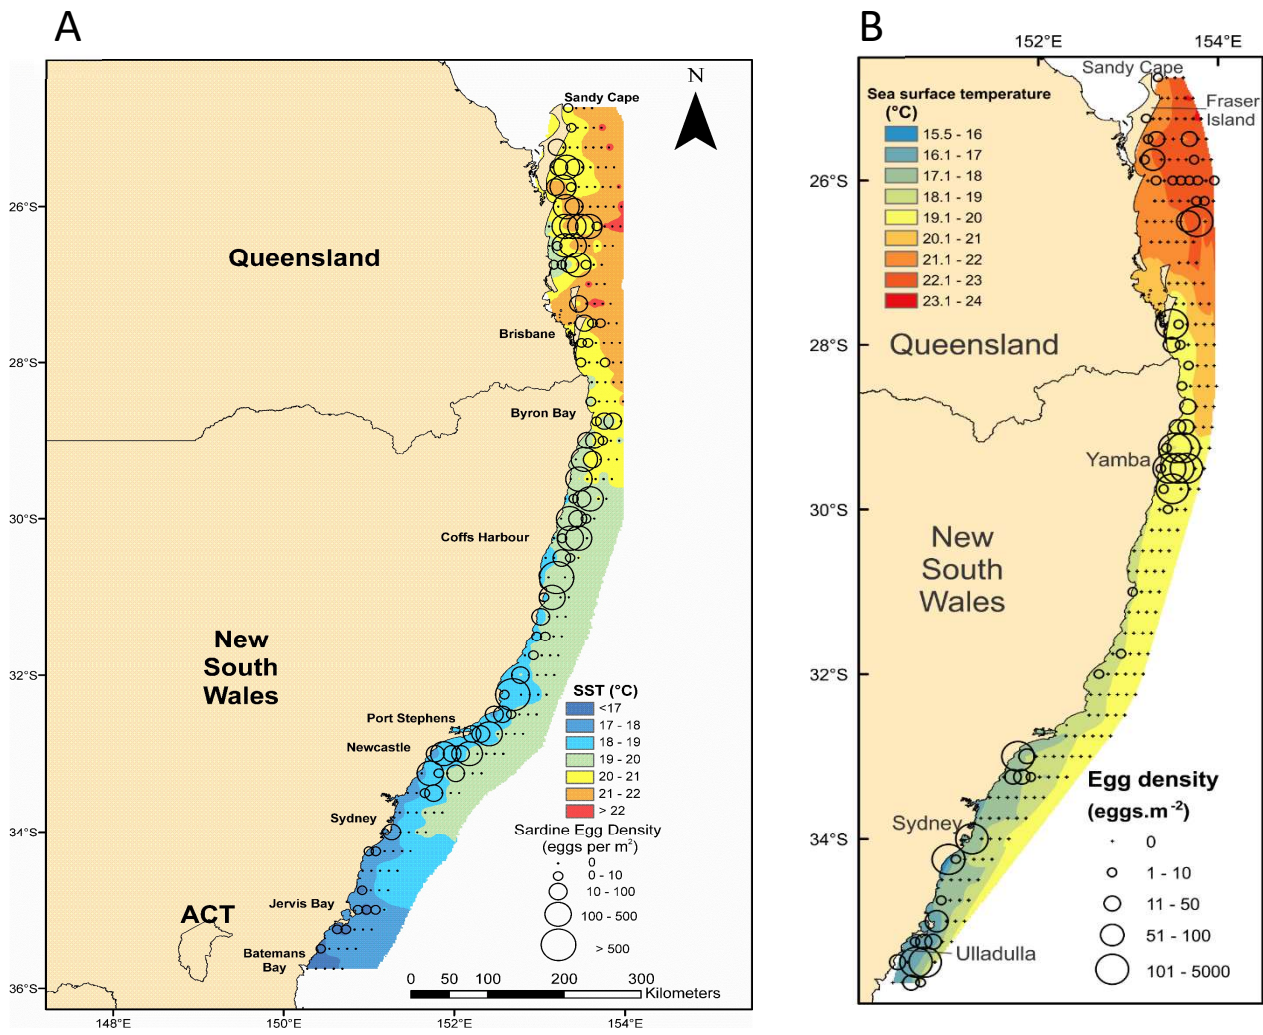 A
N
Sandy Cape
26°S
Queensland
Brisbane
28°S
Byron Bay
30°S
Coffs Harbour
New
South
Wales
32°S
Port Stephens
Newcastle
Sydney
34°S
Jervis Bay
ACT
Batemans
Bay
36°S
SST (°C)
<17
17 - 18
18 - 19
19 - 20
20 - 21
21 - 22
> 22
Sardine Egg Density
(eggs per m²)
0
0 - 10
10 - 100
100 - 500
> 500
0 50 100 200 300
Kilometers
148°E 150°E 152°E 154°E
B
152°E 154°E
Sandy Cape
Fraser
Island
Sea surface temperature
(°C)
15.5 - 16
16.1 - 17
17.1 - 18
18.1 - 19
19.1 - 20
20.1 - 21
21.1 - 22
22.1 - 23
23.1 - 24
26°S
Queensland
28°S
Yamba
30°S
New
South
Wales
32°S
Sydney
34°S
Ulladulla
Egg density
(eggs.m⁻²)
0
1 - 10
11 - 50
51 - 100
101 - 5000